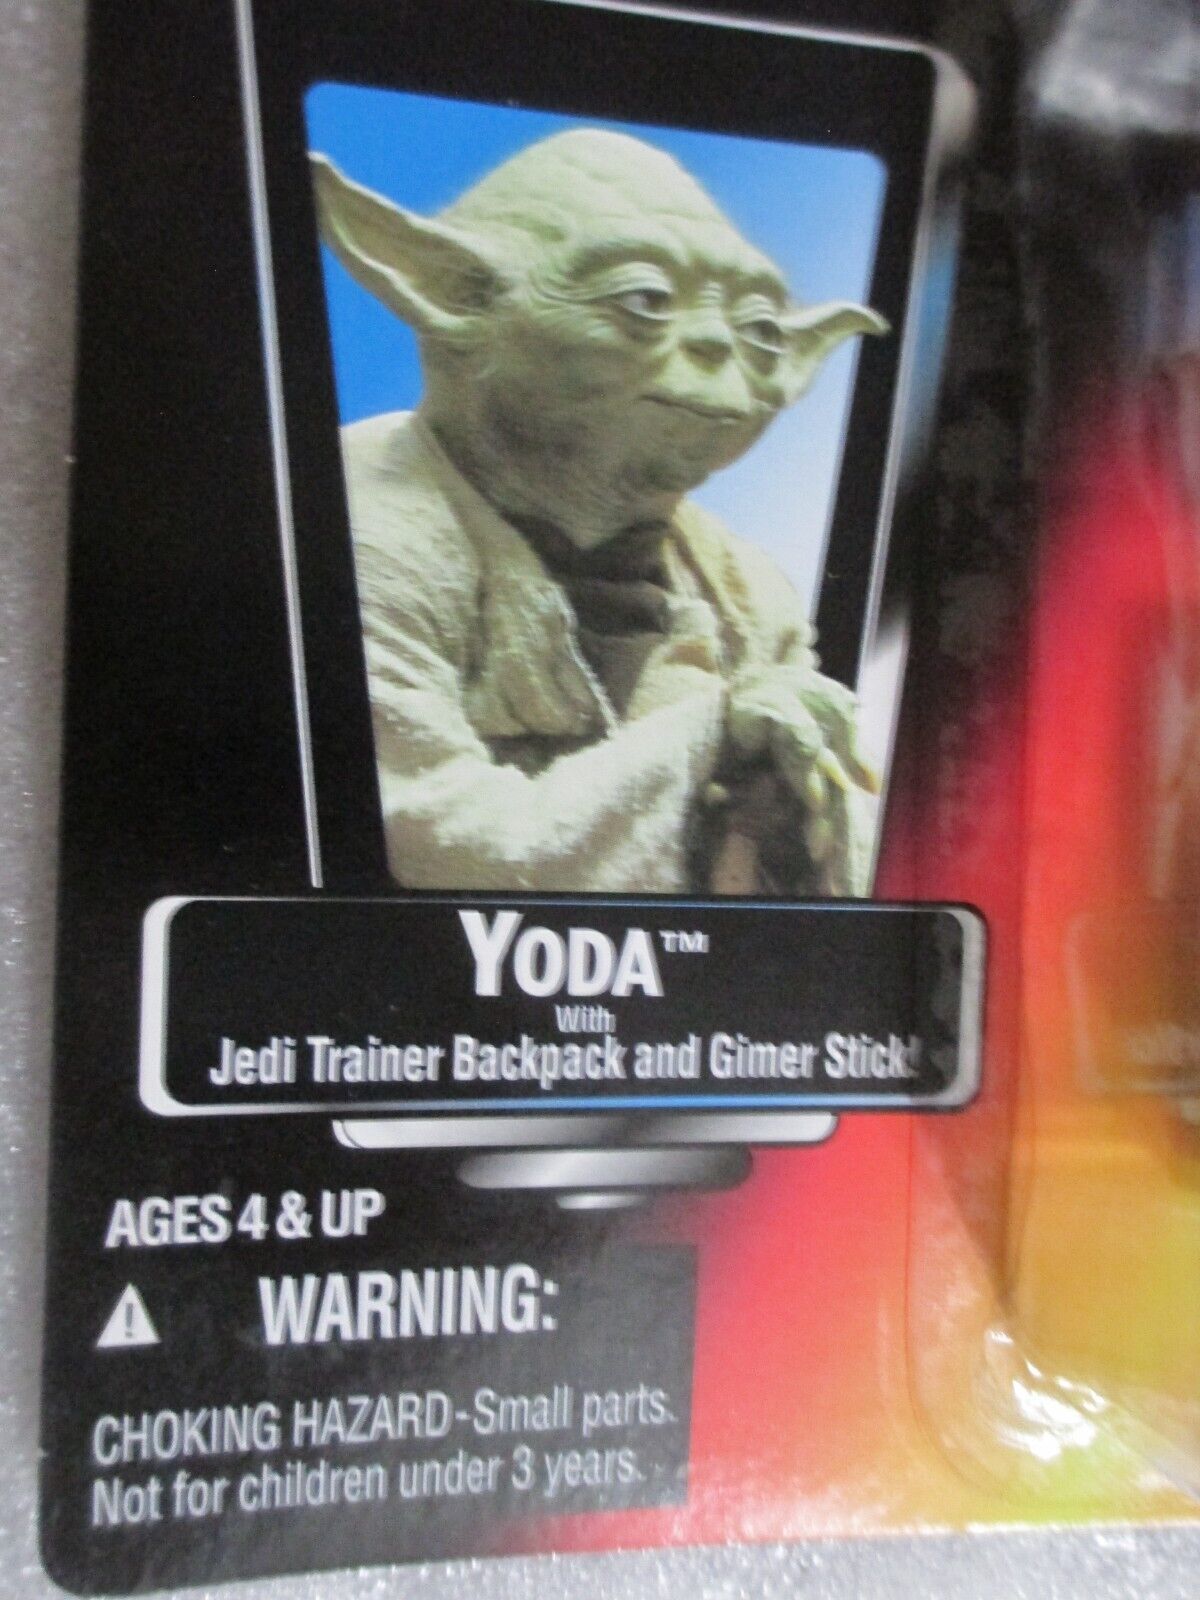 YODA™
With
Jedi Trainer Backpack and Gimer Stick!
AGES 4 & UP
WARNING:
CHOKING HAZARD-Small parts.
Not for children under 3 years.